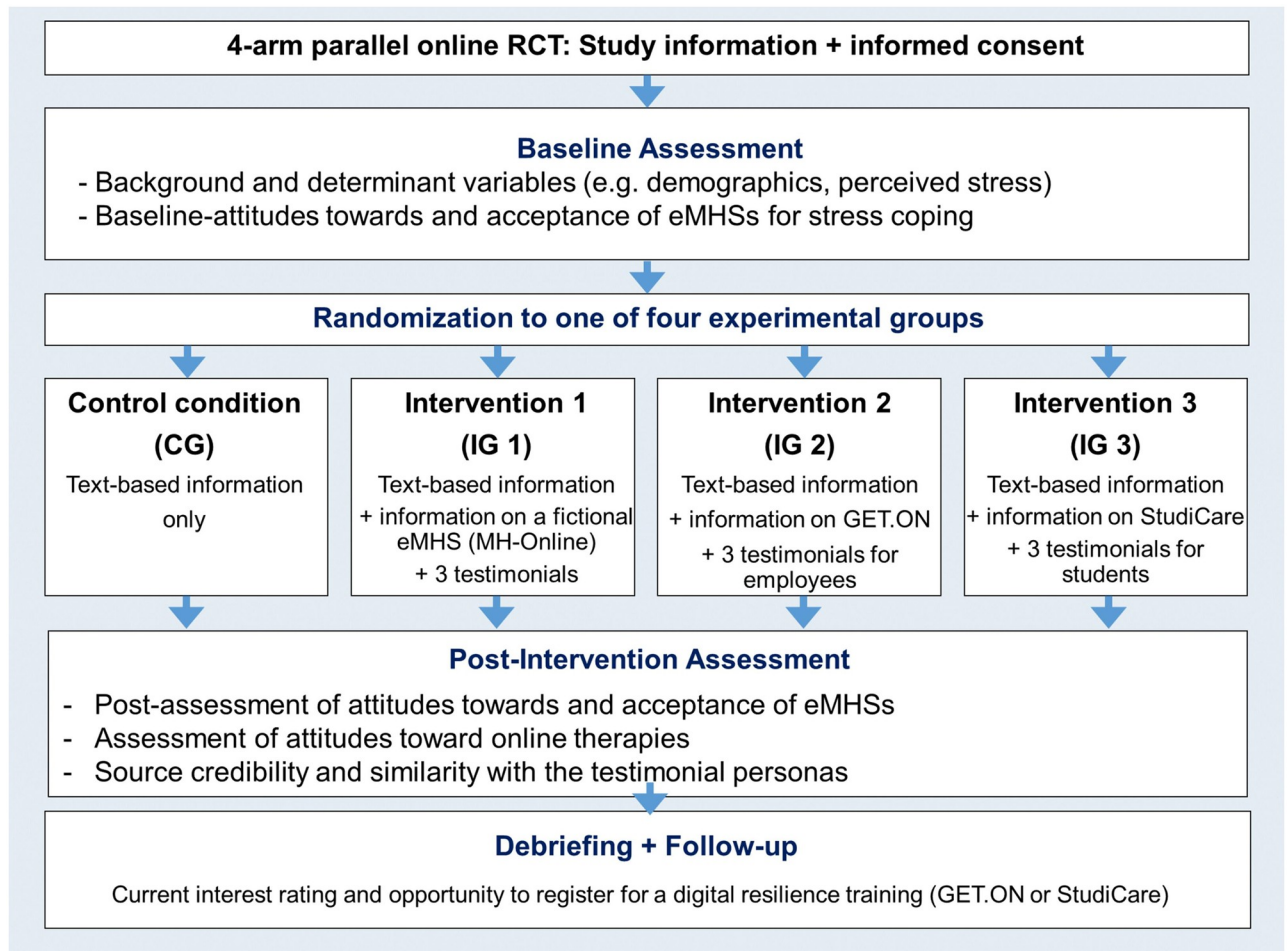 4-arm parallel online RCT: Study information + informed consent
Baseline Assessment
- Background and determinant variables (e.g. demographics, perceived stress)
- Baseline-attitudes towards and acceptance of eMHSs for stress coping
Randomization to one of four experimental groups
Control condition
(CG)
Text-based information
only
Intervention 1
(IG 1)
Text-based information
+ information on a fictional
eMHS (MH-Online)
+ 3 testimonials
Intervention 2
(IG 2)
Text-based information
+ information on GET.ON
+ 3 testimonials for
employees
Intervention 3
(IG 3)
Text-based information
+ information on StudiCare
+ 3 testimonials for
students
Post-Intervention Assessment
- Post-assessment of attitudes towards and acceptance of eMHSs
- Assessment of attitudes toward online therapies
- Source credibility and similarity with the testimonial personas
Debriefing + Follow-up
Current interest rating and opportunity to register for a digital resilience training (GET.ON or StudiCare)